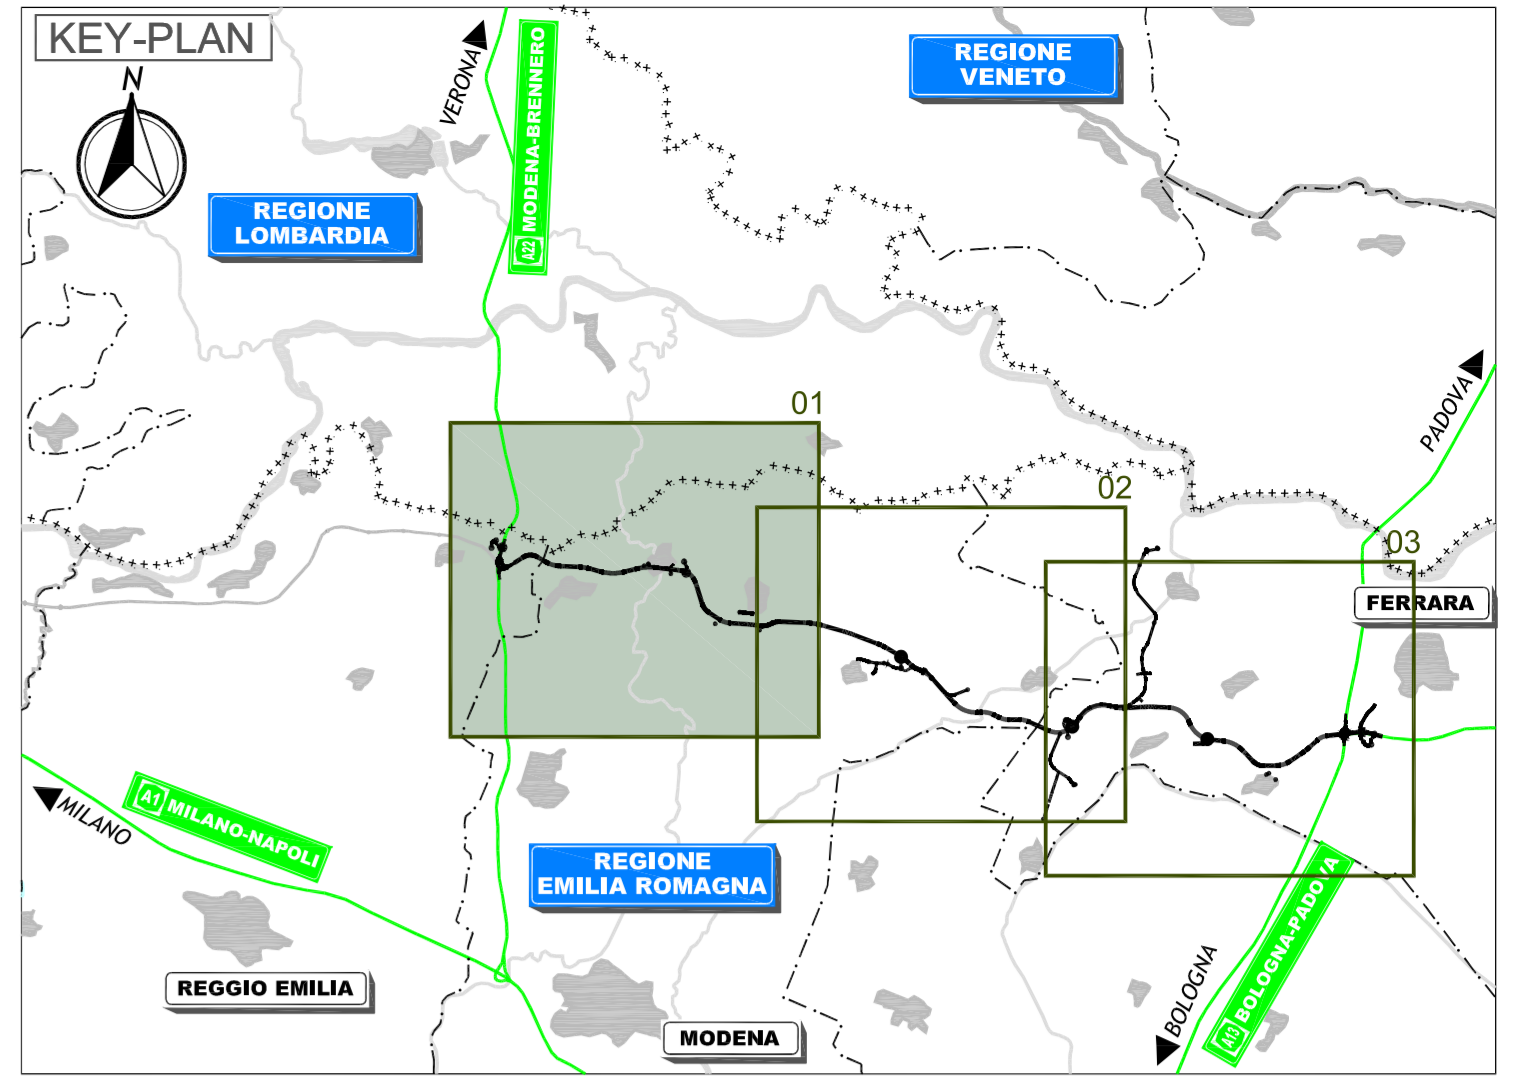 KEY-PLAN
N
VERONA
A22 MODENA-BRENNERO
REGIONE
VENETO
REGIONE
LOMBARDIA
PADOVA
01
02
03
FERRARA
A1 MILANO-NAPOLI
MILANO
REGIONE
EMILIA ROMAGNA
A13 BOLOGNA-PADOVA
BOLOGNA
REGGIO EMILIA
MODENA